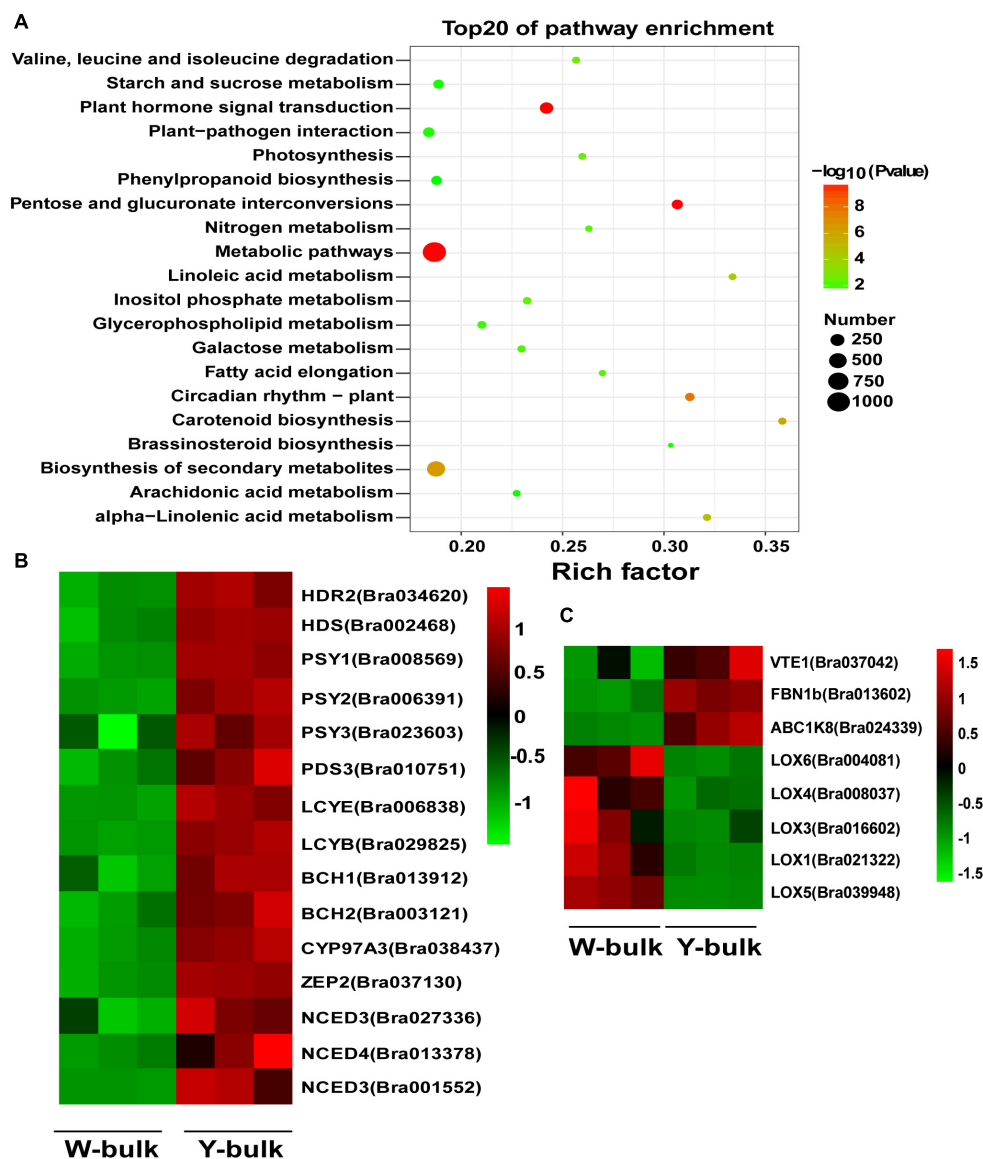 A
Top20 of pathway enrichment
Valine, leucine and isoleucine degradation
Starch and sucrose metabolism
Plant hormone signal transduction
Plant−pathogen interaction
Photosynthesis
Phenylpropanoid biosynthesis
Pentose and glucuronate interconversions
Nitrogen metabolism
Metabolic pathways
Linoleic acid metabolism
Inositol phosphate metabolism
Glycerophospholipid metabolism
Galactose metabolism
Fatty acid elongation
Circadian rhythm − plant
Carotenoid biosynthesis
Brassinosteroid biosynthesis
Biosynthesis of secondary metabolites
Arachidonic acid metabolism
alpha−Linolenic acid metabolism
0.20 0.25 0.30 0.35
Rich factor
−log10 (Pvalue)
8
6
4
2
Number
250
500
750
1000
B
HDR2(Bra034620)
HDS(Bra002468)
PSY1(Bra008569)
PSY2(Bra006391)
PSY3(Bra023603)
PDS3(Bra010751)
LCYE(Bra006838)
LCYB(Bra029825)
BCH1(Bra013912)
BCH2(Bra003121)
CYP97A3(Bra038437)
ZEP2(Bra037130)
NCED3(Bra027336)
NCED4(Bra013378)
NCED3(Bra001552)
1
0.5
0
-0.5
-1
W-bulk Y-bulk
C
VTE1(Bra037042)
FBN1b(Bra013602)
ABC1K8(Bra024339)
LOX6(Bra004081)
LOX4(Bra008037)
LOX3(Bra016602)
LOX1(Bra021322)
LOX5(Bra039948)
1.5
1
0.5
0
-0.5
-1
-1.5
W-bulk Y-bulk